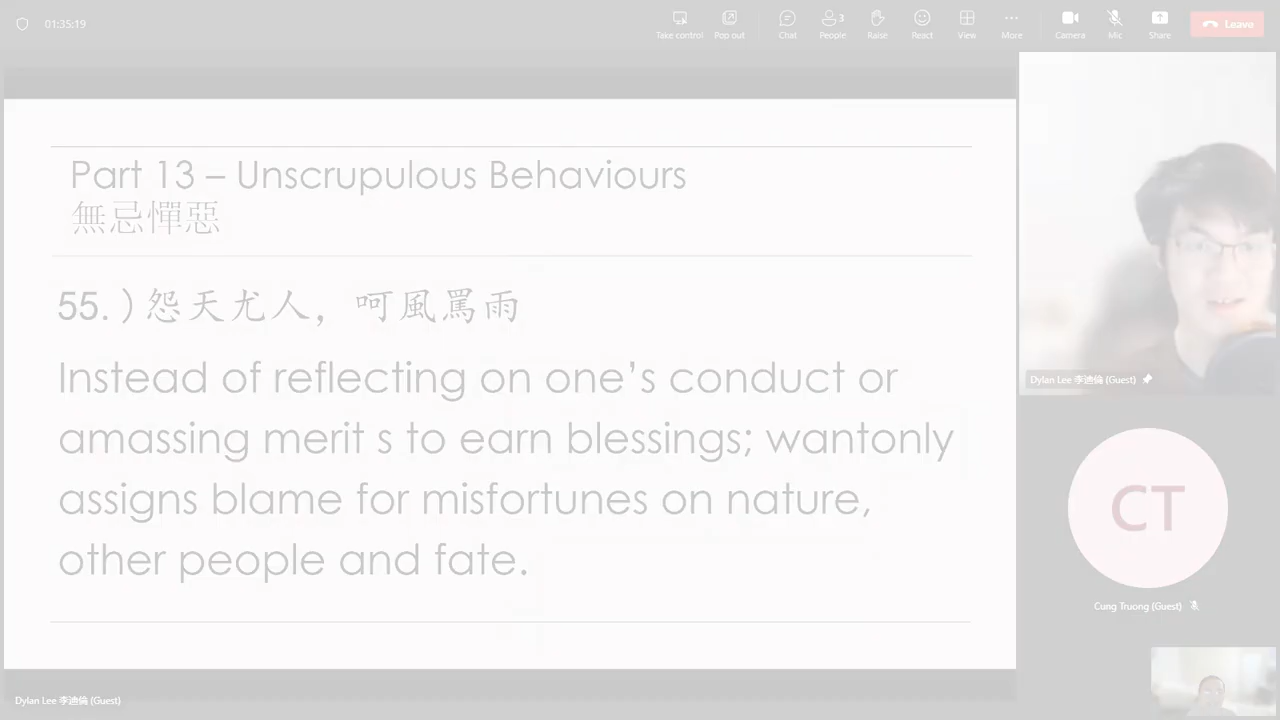 01:35:19
Take control
Pop out
Chat
3
People
Raise
React
View
More
Camera
Mic
Share
Leave
Part 13 – Unscrupulous Behaviours
無忌憚惡
55. ) 怨天尤人，呵風罵雨
Instead of reflecting on one’s conduct or
amassing merit s to earn blessings; wantonly
assigns blame for misfortunes on nature,
other people and fate.
Dylan Lee 李迪倫 (Guest)
CT
Cung Truong (Guest)
Dylan Lee 李迪倫 (Guest)